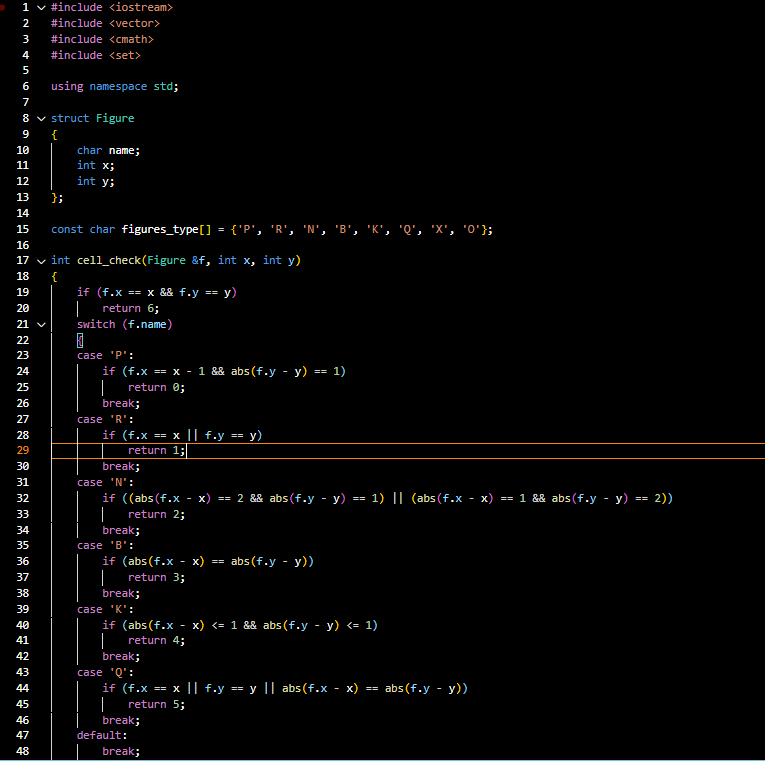 1 #include <iostream>
2 #include <vector>
3 #include <cmath>
4 #include <set>
5
6 using namespace std;
7
8 struct Figure
9 {
10     char name;
11     int x;
12     int y;
13 };
14
15 const char figures_type[] = {'P', 'R', 'N', 'B', 'K', 'Q', 'X', 'O'};
16
17 int cell_check(Figure &f, int x, int y)
18 {
19     if (f.x == x && f.y == y)
20         return 6;
21     switch (f.name)
22     {
23     case 'P':
24         if (f.x == x - 1 && abs(f.y - y) == 1)
25             return 0;
26         break;
27     case 'R':
28         if (f.x == x || f.y == y)
29             return 1;
30         break;
31     case 'N':
32         if ((abs(f.x - x) == 2 && abs(f.y - y) == 1) || (abs(f.x - x) == 1 && abs(f.y - y) == 2))
33             return 2;
34         break;
35     case 'B':
36         if (abs(f.x - x) == abs(f.y - y))
37             return 3;
38         break;
39     case 'K':
40         if (abs(f.x - x) <= 1 && abs(f.y - y) <= 1)
41             return 4;
42         break;
43     case 'Q':
44         if (f.x == x || f.y == y || abs(f.x - x) == abs(f.y - y))
45             return 5;
46         break;
47     default:
48         break;